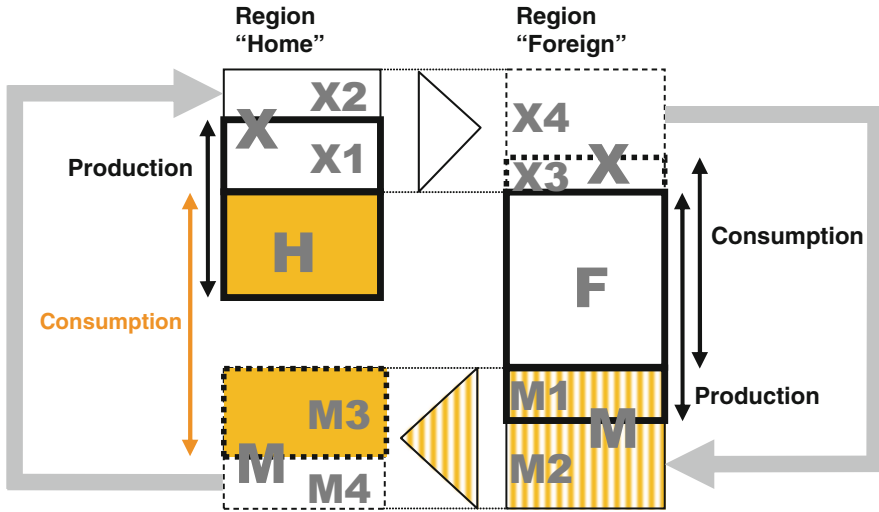 Region
“Home”
Region
“Foreign”
X2
X
X1
X4
X
X3
Production
H
Consumption
F
Consumption
M3
M
M4
M1
M
M2
Production